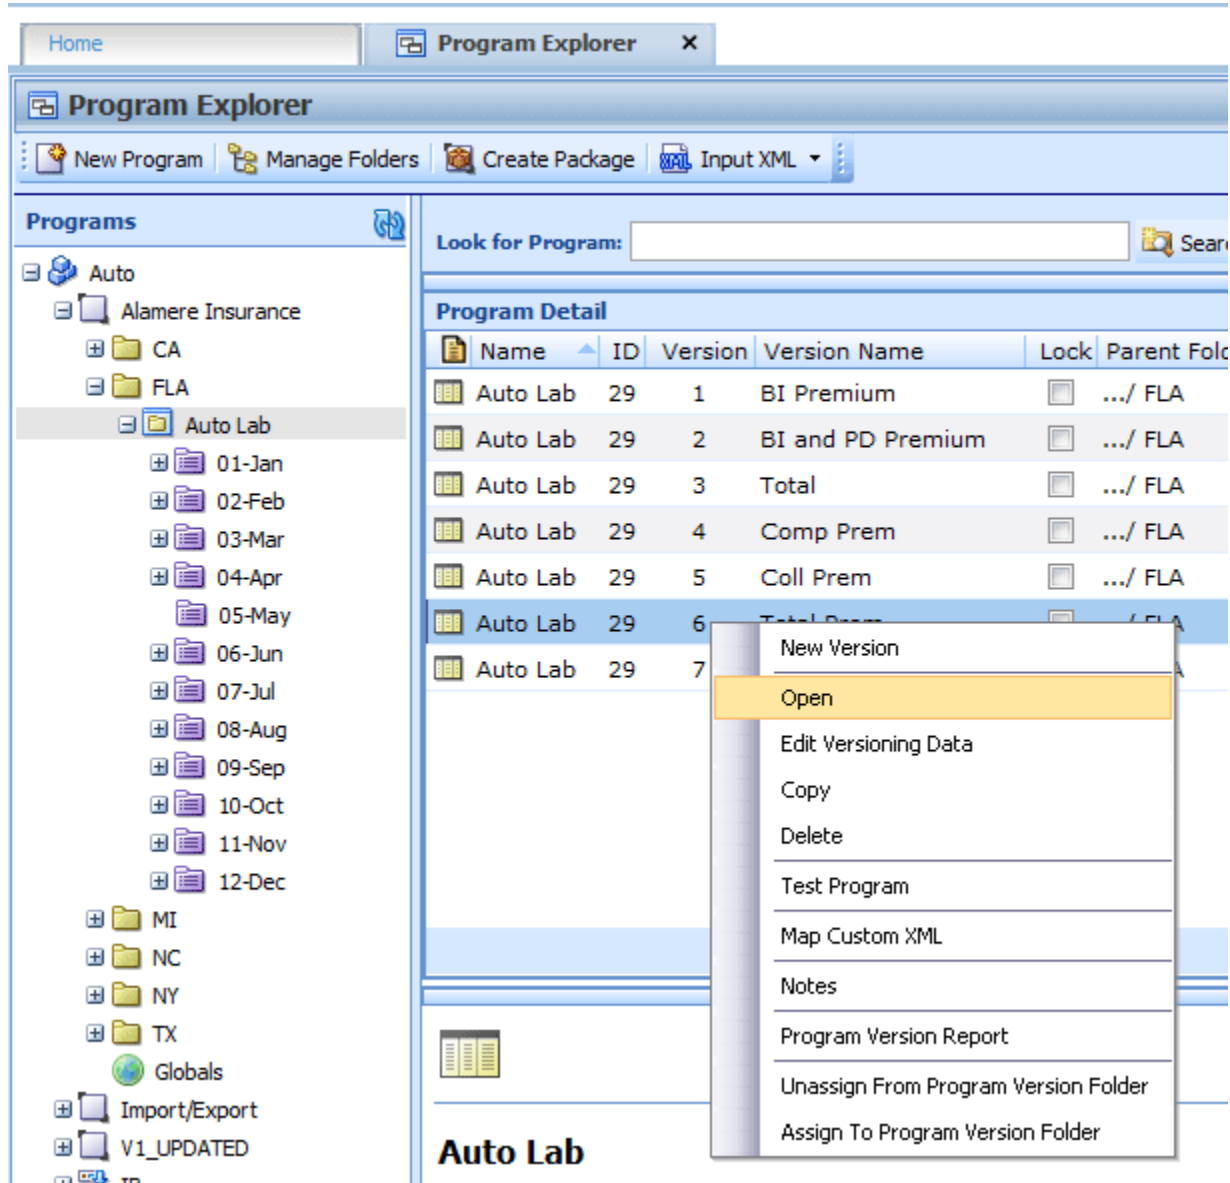 Home
Program Explorer
Program Explorer
New Program Manage Folders Create Package Input XML
Programs
Auto
Alamere Insurance
CA
FLA
Auto Lab
01-Jan
02-Feb
03-Mar
04-Apr
05-May
06-Jun
07-Jul
08-Aug
09-Sep
10-Oct
11-Nov
12-Dec
MI
NC
NY
TX
Globals
Import/Export
V1_UPDATED
Look for Program:
Program Detail
Name ID Version Version Name Lock Parent
Auto Lab 29 1 BI Premium .../ FLA
Auto Lab 29 2 BI and PD Premium .../ FLA
Auto Lab 29 3 Total .../ FLA
Auto Lab 29 4 Comp Prem .../ FLA
Auto Lab 29 5 Coll Prem .../ FLA
Auto Lab 29 6 Total Prem / FLA
Auto Lab 29 7
New Version
Open
Edit Versioning Data
Copy
Delete
Test Program
Map Custom XML
Notes
Program Version Report
Unassign From Program Version Folder
Assign To Program Version Folder
Auto Lab